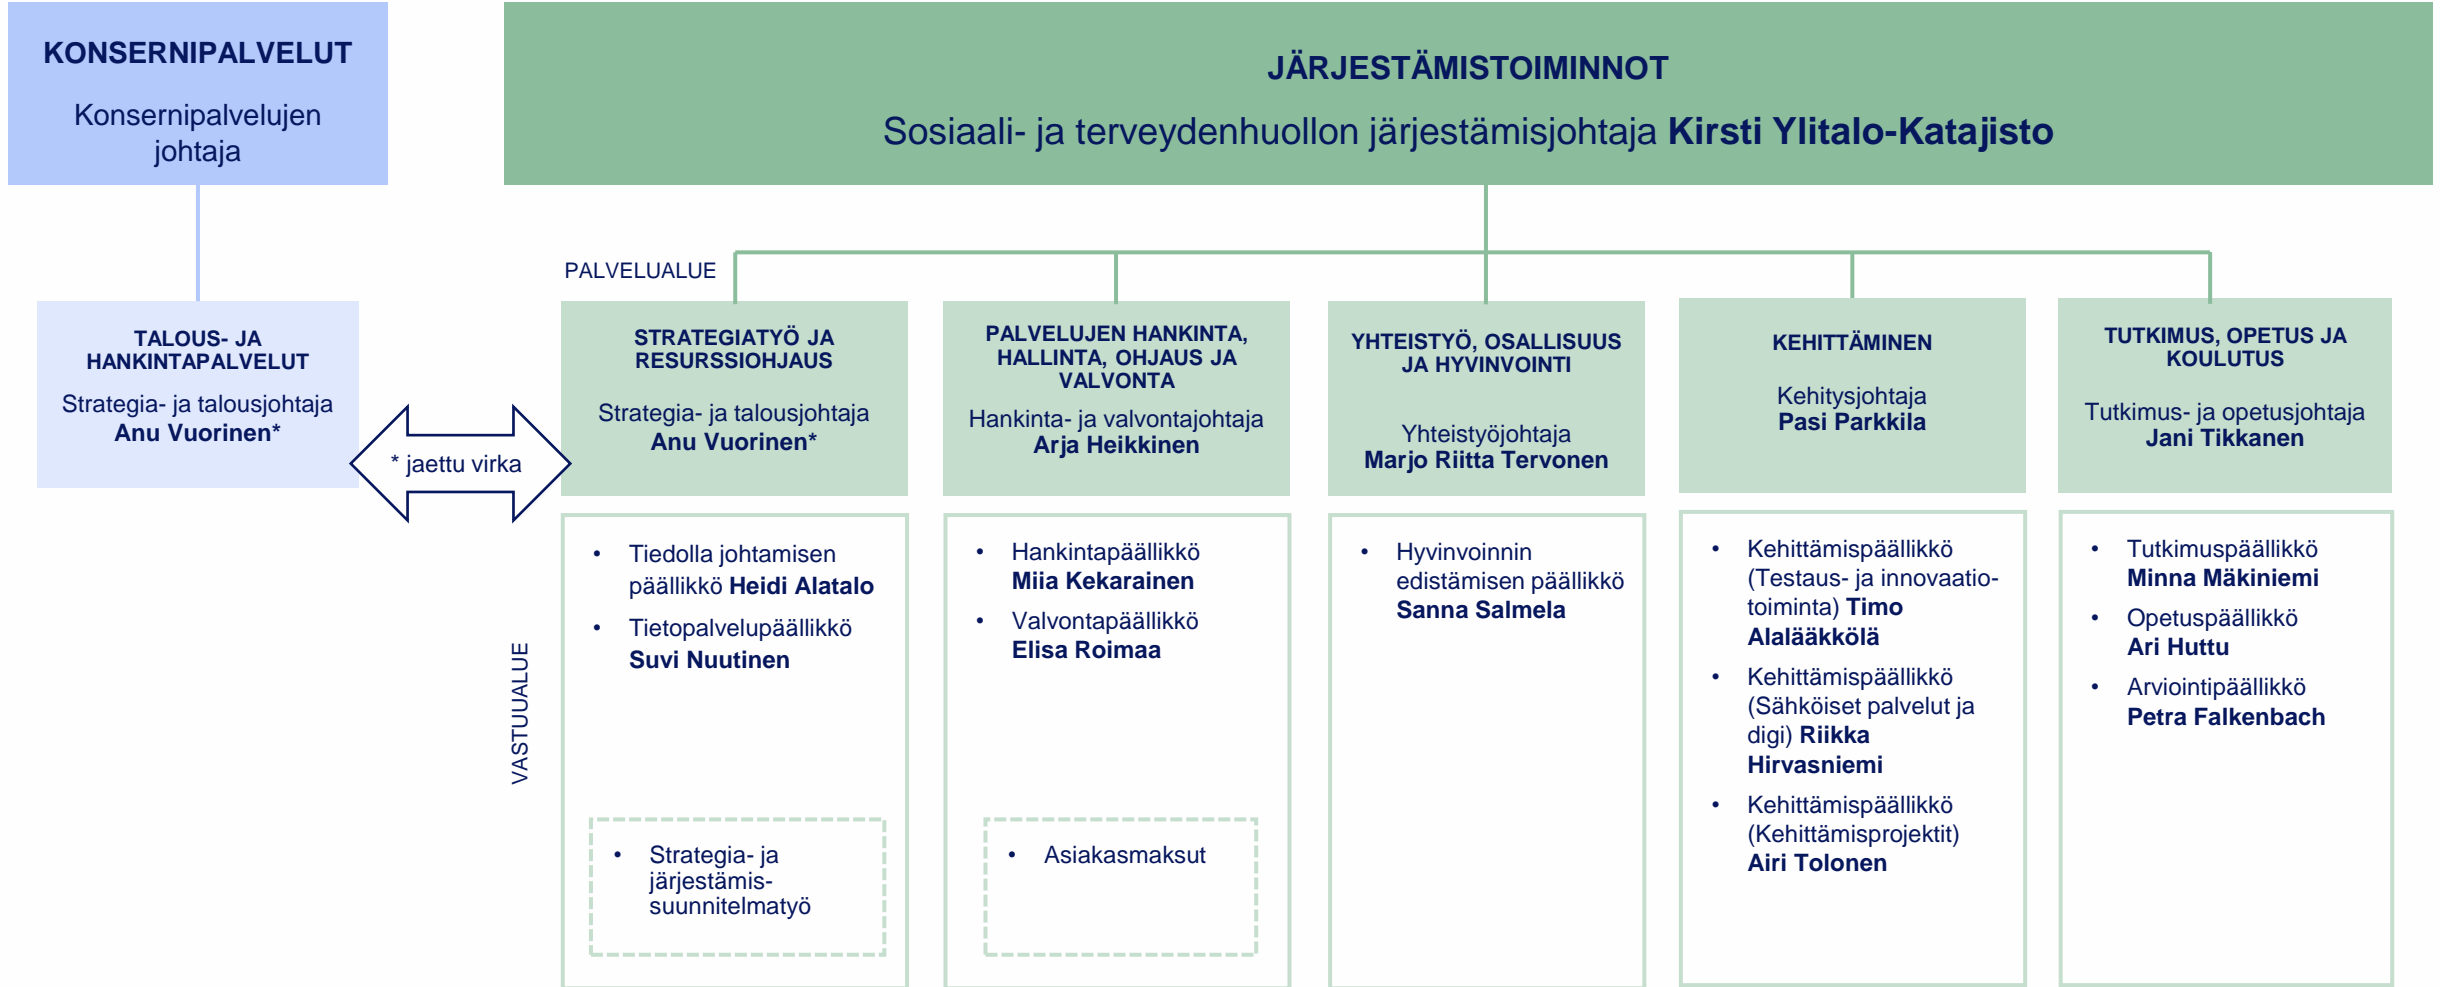 KONSERNIPALVELUT
Konsernipalvelujen
johtaja
JÄRJESTÄMISTOIMINNOT
Sosiaali- ja terveydenhuollon järjestämisjohtaja Kirsti Ylitalo-Katajisto
PALVELUALUE
TALOUS- JA
HANKINTAPALVELUT
Strategia- ja talousjohtaja
Anu Vuorinen*
* jaettu virka
STRATEGIATYÖ JA
RESURSSIOHJAUS
Strategia- ja talousjohtaja
Anu Vuorinen*
PALVELUJEN HANKINTA,
HALLINTA, OHJAUS JA
VALVONTA
Hankinta- ja valvontajohtaja
Arja Heikkinen
YHTEISTYÖ, OSALLISUUS
JA HYVINVOINTI
Yhteistyöjohtaja
Marjo Riitta Tervonen
KEHITTÄMINEN
Kehitysjohtaja
Pasi Parkkila
TUTKIMUS, OPETUS JA
KOULUTUS
Tutkimus- ja opetusjohtaja
Jani Tikkanen
VASTUUALUE
• Tiedolla johtamisen
päällikkö Heidi Alatalo
• Tietopalvelupäällikkö
Suvi Nuutinen
• Strategia- ja
järjestämis-
suunnitelmatyö
• Hankintapäällikkö
Miia Kekarainen
• Valvontapäällikkö
Elisa Roimaa
• Asiakasmaksut
• Hyvinvoinnin
edistämisen päällikkö
Sanna Salmela
• Kehittämispäällikkö
(Testaus- ja innovaatio-
toiminta) Timo
Alalääkkölä
• Kehittämispäällikkö
(Sähköiset palvelut ja
digi) Riikka
Hirvasniemi
• Kehittämispäällikkö
(Kehittämisprojektit)
Airi Tolonen
• Tutkimuspäällikkö
Minna Mäkiniemi
• Opetuspäällikkö
Ari Huttu
• Arviointipäällikkö
Petra Falkenbach